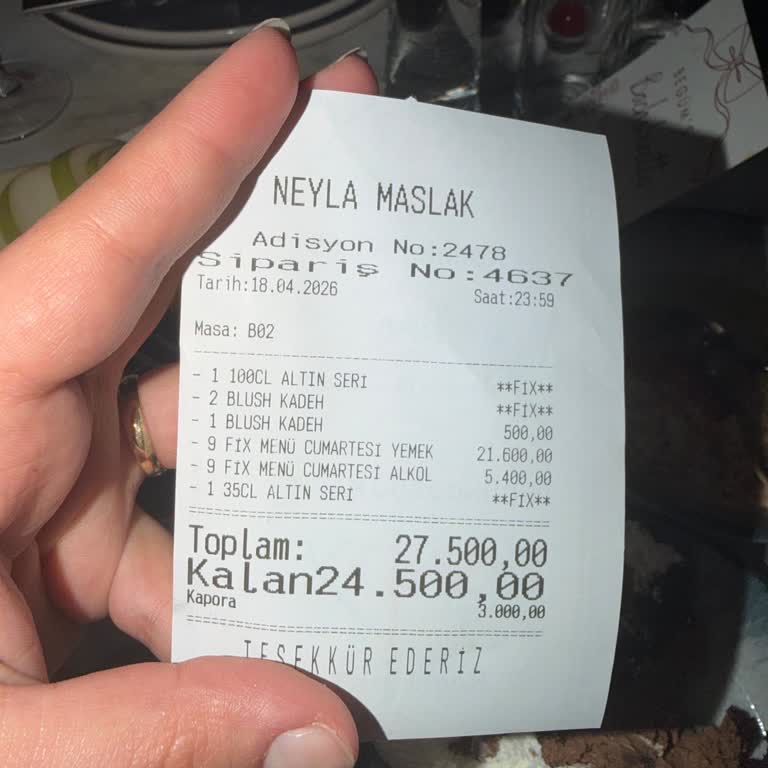 NEYLA MASLAK
Adisyon No:2478
Sipariş No:4637
Tarih:18.04.2026 Saat:23:59
Masa: B02
- 1 100CL ALTIN SERİ **FİX**
- 2 BLUSH KADEH **FİX**
- 1 BLUSH KADEH 500,00
- 9 FİX MENÜ CUMARTESİ YEMEK 21.600,00
- 9 FİX MENÜ CUMARTESİ ALKOL 5.400,00
- 1 35CL ALTIN SERİ **FİX**
Toplam: 27.500,00
Kalan24.500,00
Kapora 3.000,00
TEŞEKKÜR EDERİZ